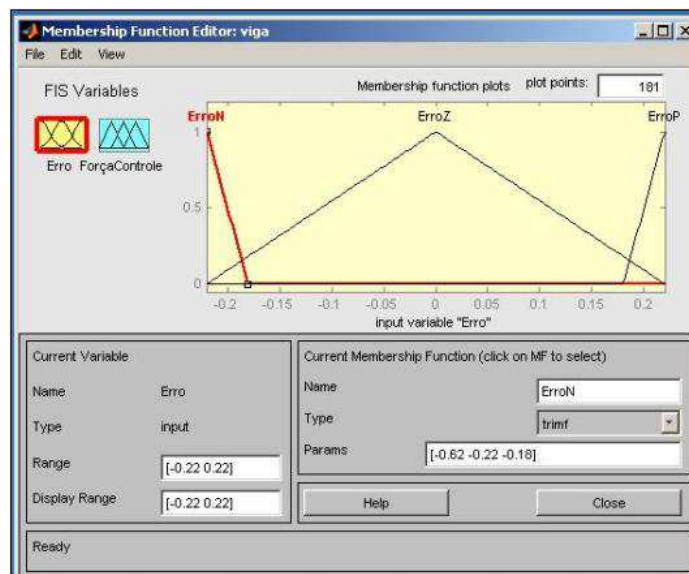 Membership Function Editor: viga
File Edit View
FIS Variables
Membership function plots plot points: 181
ErroN ErroZ ErroP
1
0.5
0
Erro ForçaControle
-0.2 -0.15 -0.1 -0.05 0 0.05 0.1 0.15 0.2
input variable "Erro"
Current Variable
Name Erro
Type input
Range [-0.22 0.22]
Display Range [-0.22 0.22]
Current Membership Function (click on MF to select)
Name ErroN
Type trimf
Params [-0.62 -0.22 -0.18]
Help Close
Ready